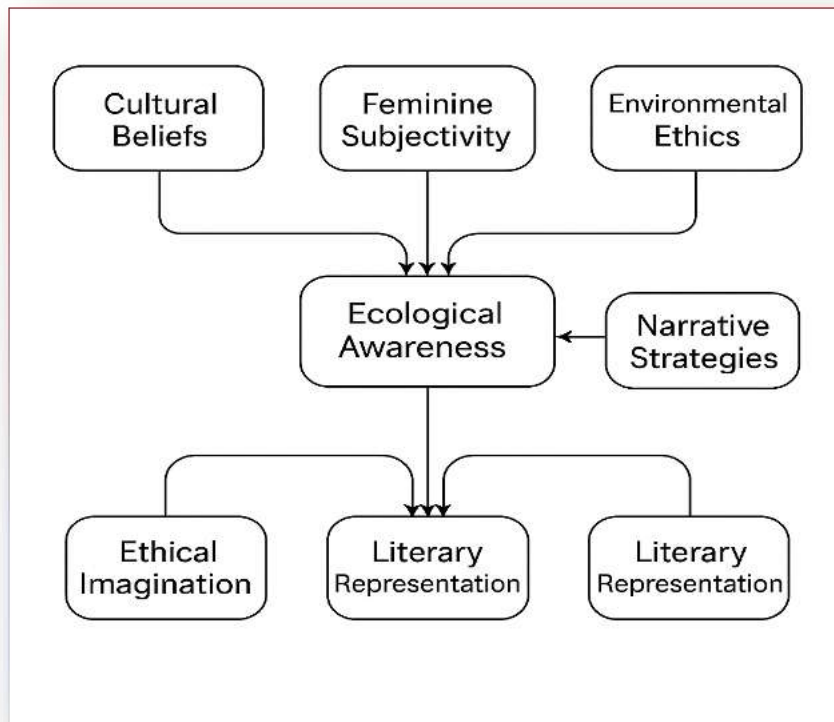 Cultural
Beliefs
Feminine
Subjectivity
Environmental
Ethics
Ecological
Awareness
Narrative
Strategies
Ethical
Imagination
Literary
Representation
Literary
Representation